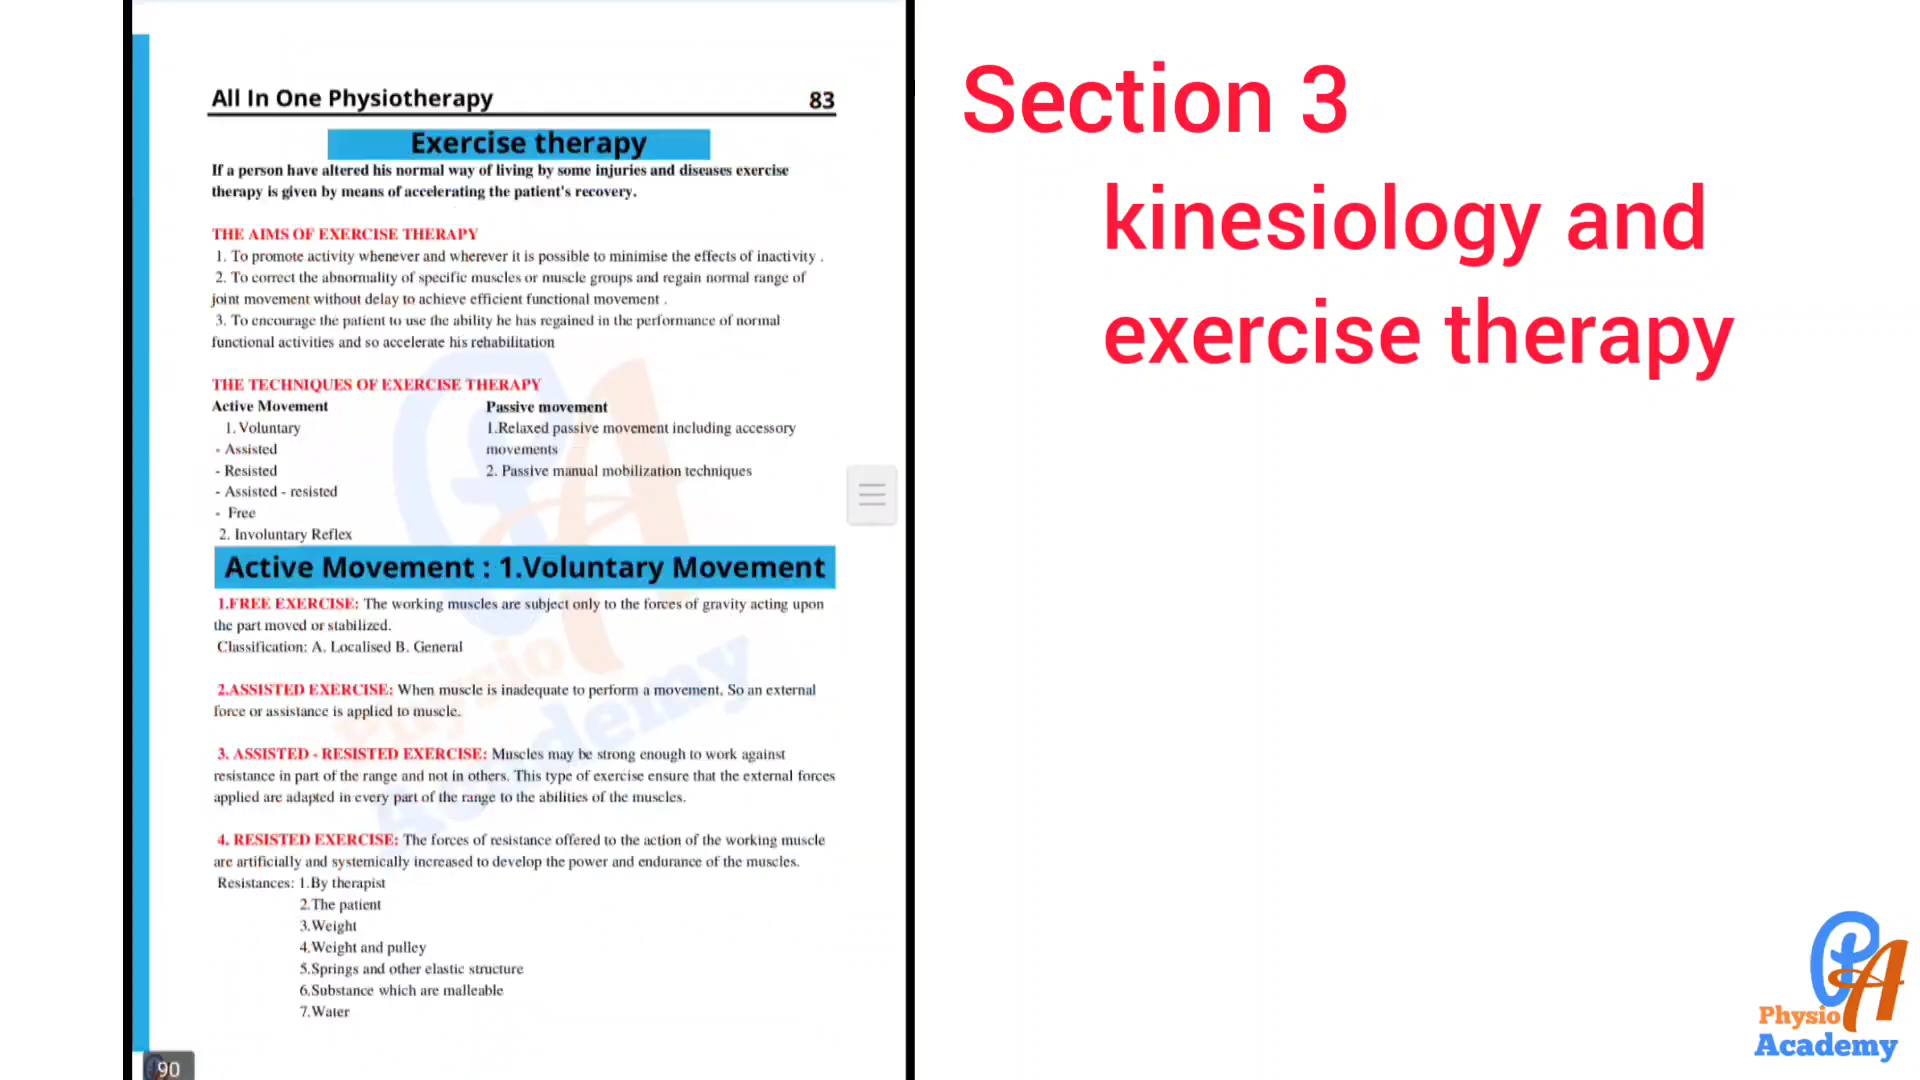 All In One Physiotherapy 83
Exercise therapy
If a person have altered his normal way of living by some injuries and diseases exercise
therapy is given by means of accelerating the patient's recovery.
THE AIMS OF EXERCISE THERAPY
1. To promote activity whenever and wherever it is possible to minimise the effects of inactivity .
2. To correct the abnormality of specific muscles or muscle groups and regain normal range of
joint movement without delay to achieve efficient functional movement .
3. To encourage the patient to use the ability he has regained in the performance of normal
functional activities and so accelerate his rehabilitation
THE TECHNIQUES OF EXERCISE THERAPY
Active Movement
1. Voluntary
- Assisted
- Resisted
- Assisted - resisted
- Free
2. Involuntary Reflex
Passive movement
1.Relaxed passive movement including accessory
movements
2. Passive manual mobilization techniques
Active Movement : 1.Voluntary Movement
1.FREE EXERCISE: The working muscles are subject only to the forces of gravity acting upon
the part moved or stabilized.
Classification: A. Localised B. General
2.ASSISTED EXERCISE: When muscle is inadequate to perform a movement. So an external
force or assistance is applied to muscle.
3. ASSISTED - RESISTED EXERCISE: Muscles may be strong enough to work against
resistance in part of the range and not in others. This type of exercise ensure that the external forces
applied are adapted in every part of the range to the abilities of the muscles.
4. RESISTED EXERCISE: The forces of resistance offered to the action of the working muscle
are artificially and systemically increased to develop the power and endurance of the muscles.
Resistances: 1.By therapist
2.The patient
3.Weight
4.Weight and pulley
5.Springs and other elastic structure
6.Substance which are malleable
7.Water
90
Physio
Academy
Section 3
kinesiology and
exercise therapy
Physio
Academy